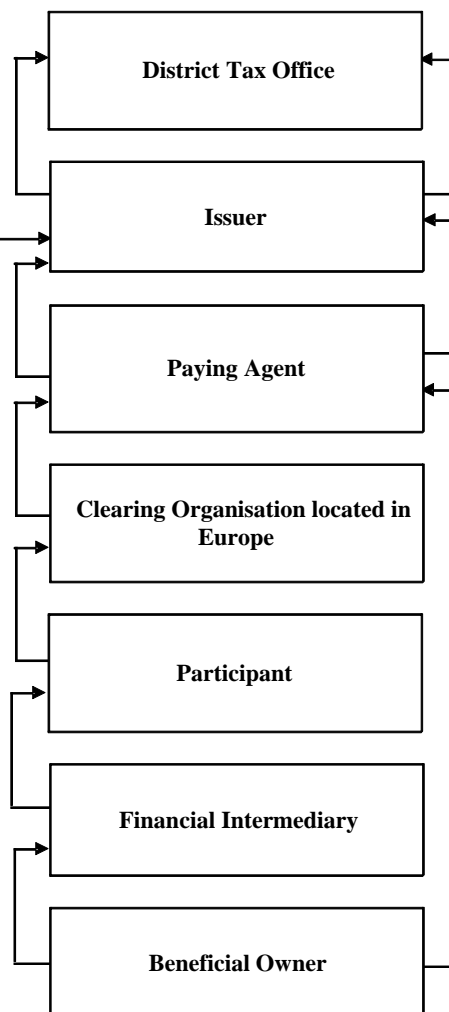 District Tax Office
Issuer
Paying Agent
Clearing Organisation located in
Europe
Participant
Financial Intermediary
Beneficial Owner